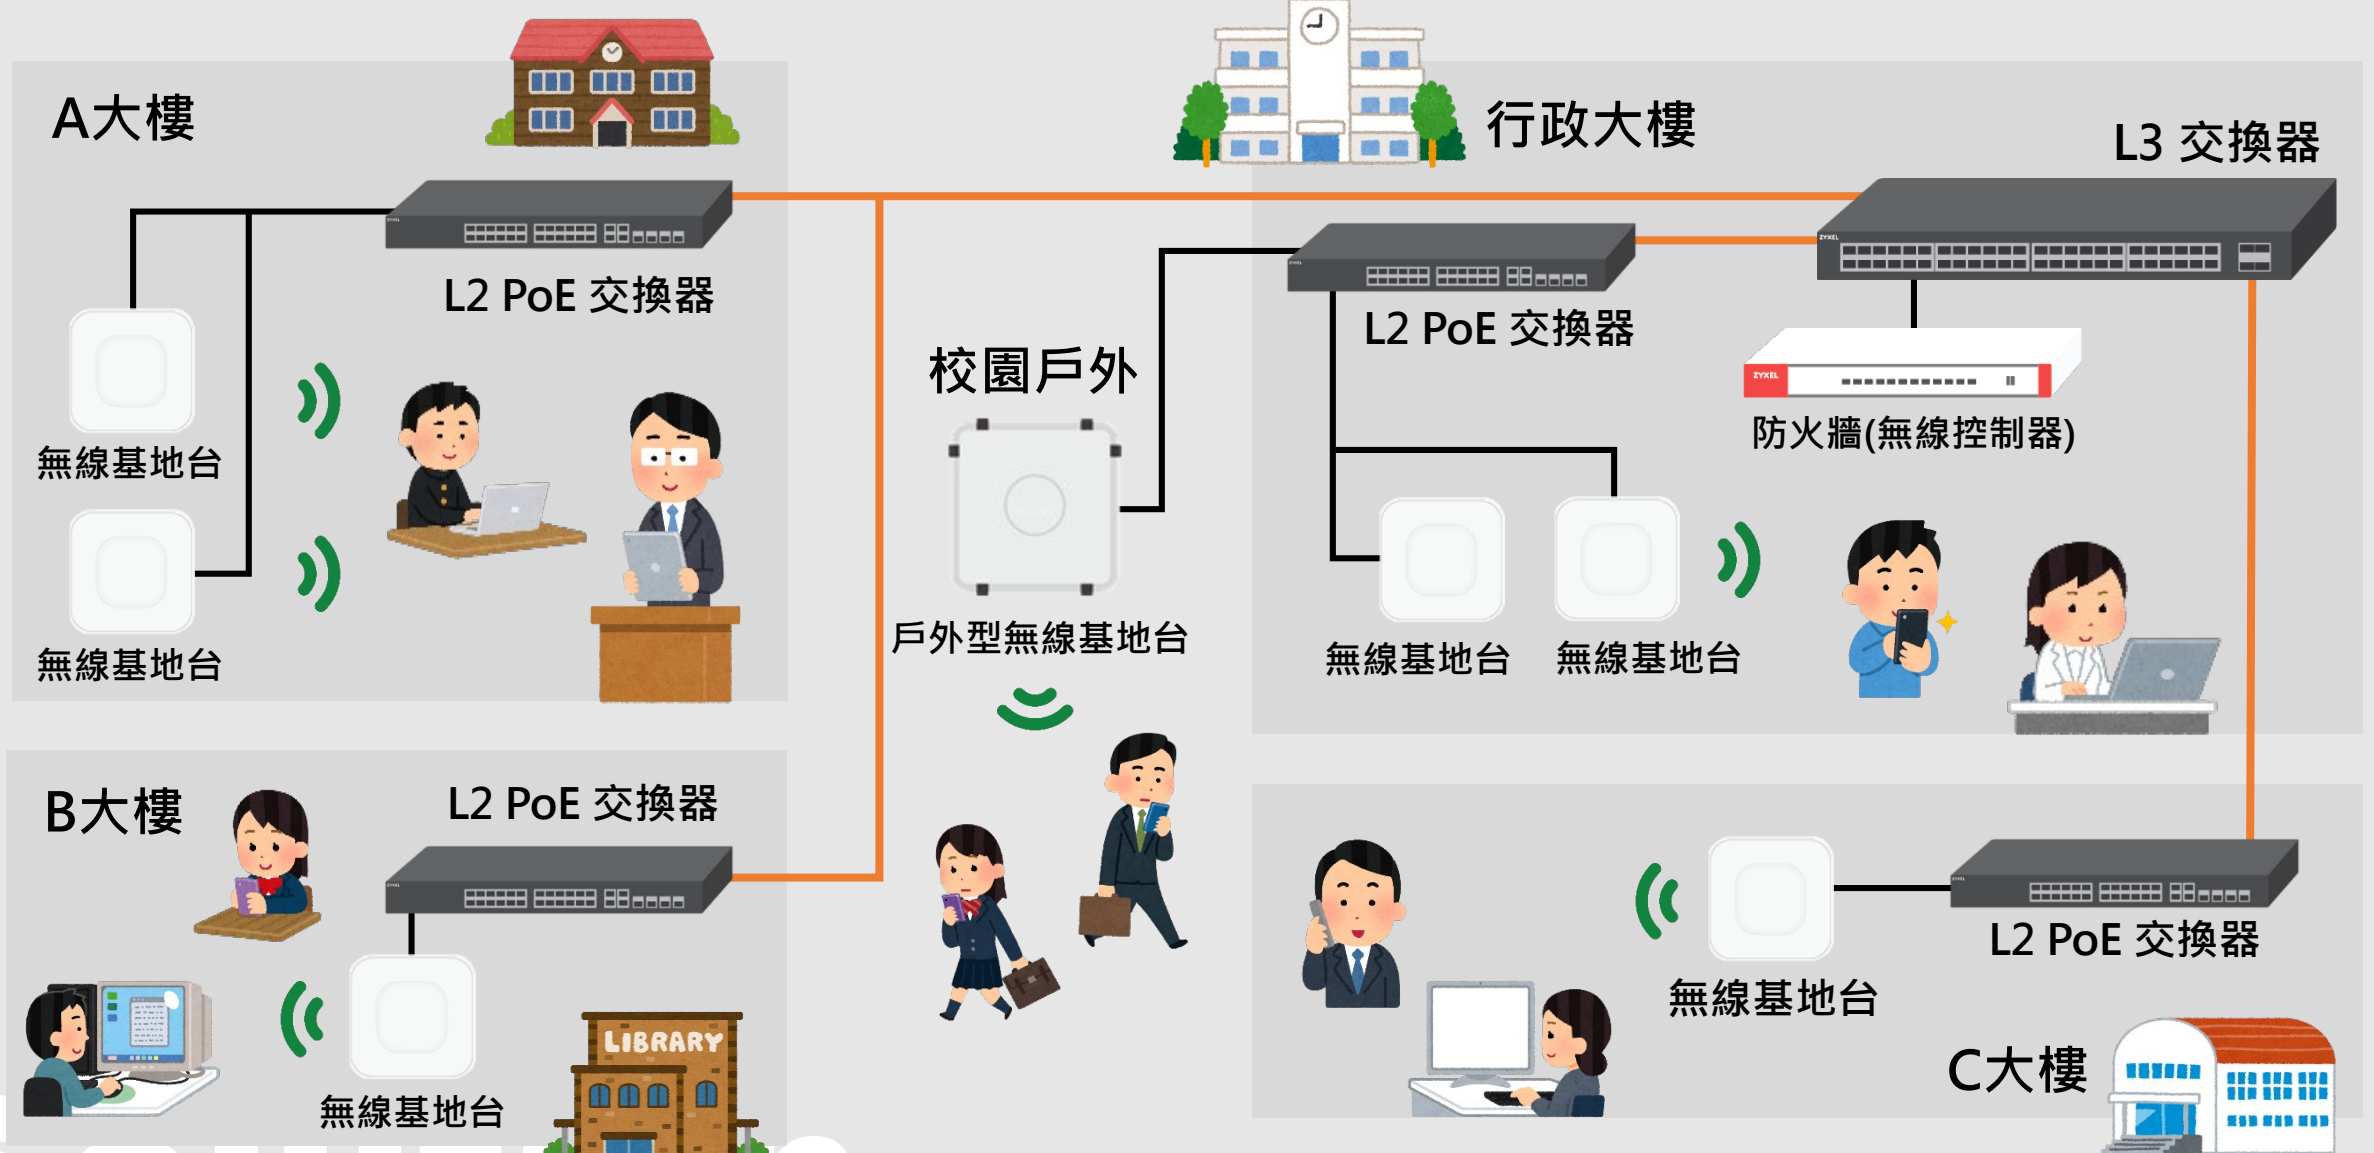 A大樓
L2 PoE 交換器
無線基地台
無線基地台
行政大樓
L3 交換器
ZYXEL
L2 PoE 交換器
ZYXEL
防火牆(無線控制器)
校園戶外
戶外型無線基地台
無線基地台
無線基地台
B大樓
L2 PoE 交換器
無線基地台
LIBRARY
L2 PoE 交換器
無線基地台
C大樓